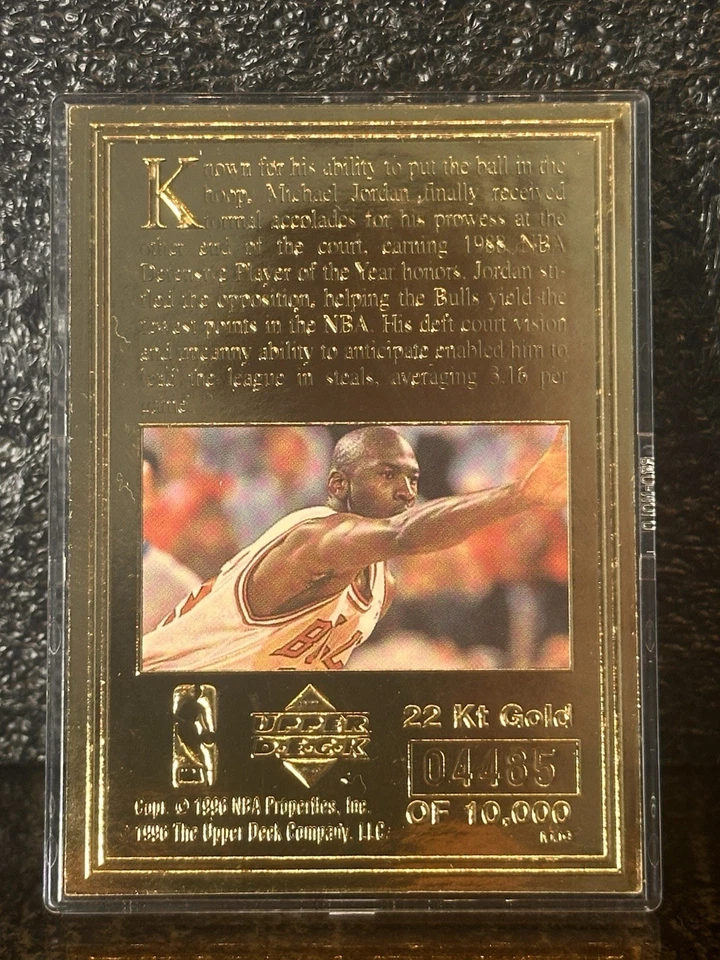 Known for his ability to put the ball in the
hoop, Michael Jordan finally received
formal accolades for his prowess at the
other end of the court, earning 1988 NBA
Defensive Player of the Year honors. Jordan sti-
fled the opposition, helping the Bulls yield the
fewest points in the NBA. His deft court vision
and uncanny ability to anticipate enabled him to
lead the league in steals, averaging 3.16 per
game.
BULL
NBA
UPPER
DECK
22 Kt Gold
04485
OF 10,000
Copr. © 1996 NBA Properties, Inc.
1996 The Upper Deck Company, LLC